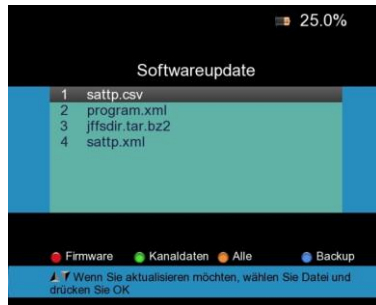 25.0%
Softwareupdate
1 sattp.csv
2 program.xml
3 jffsdir.tar.bz2
4 sattp.xml
Firmware Kanaldaten Alle Backup
Wenn Sie aktualisieren möchten, wählen Sie Datei und
drücken Sie OK